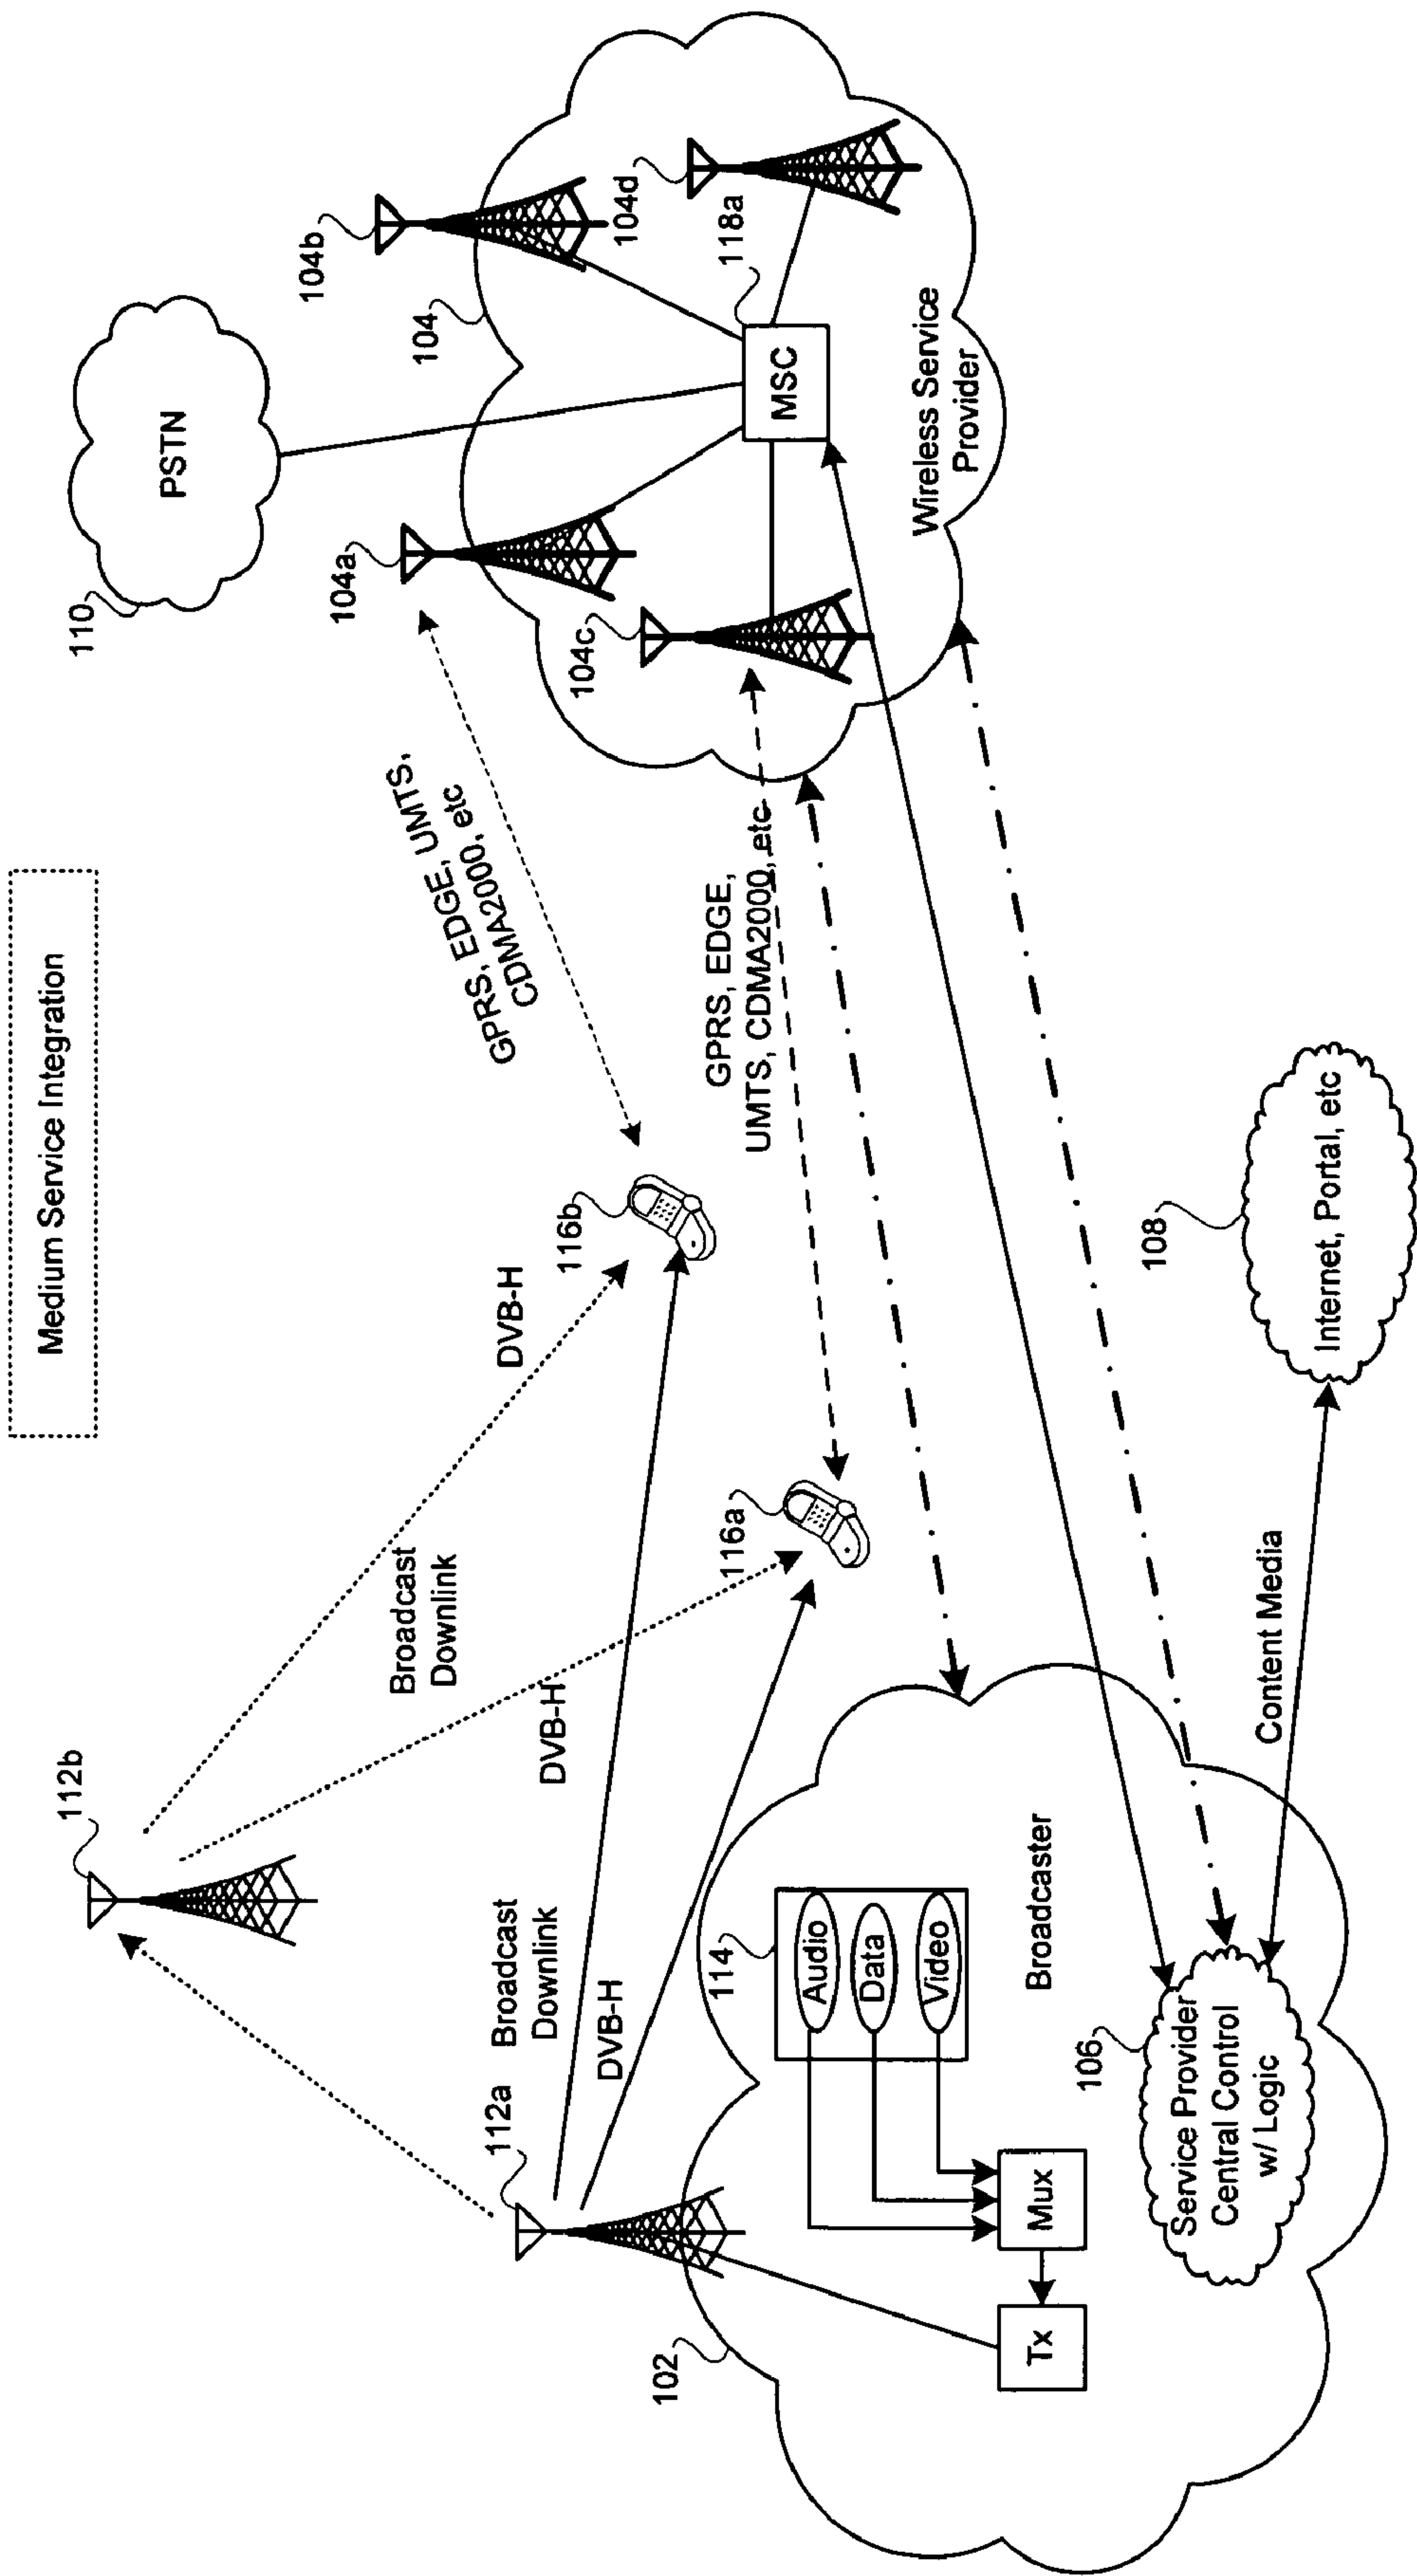 Medium Service Integration
112b
Broadcast
Downlink
DVB-H
116b
GPRS, EDGE, UMTS,
CDMA2000, etc
110
PSTN
104a
104b
104
104c
104d
118a
MSC
Wireless Service
Provider
112a
Broadcast
Downlink
DVB-H
DVB-H
116a
GPRS, EDGE,
UMTS, CDMA2000, etc
102
114
Audio
Data
Video
Mux
Tx
Broadcaster
106
Service Provider
Central Control
w/ Logic
Content Media
108
Internet, Portal, etc